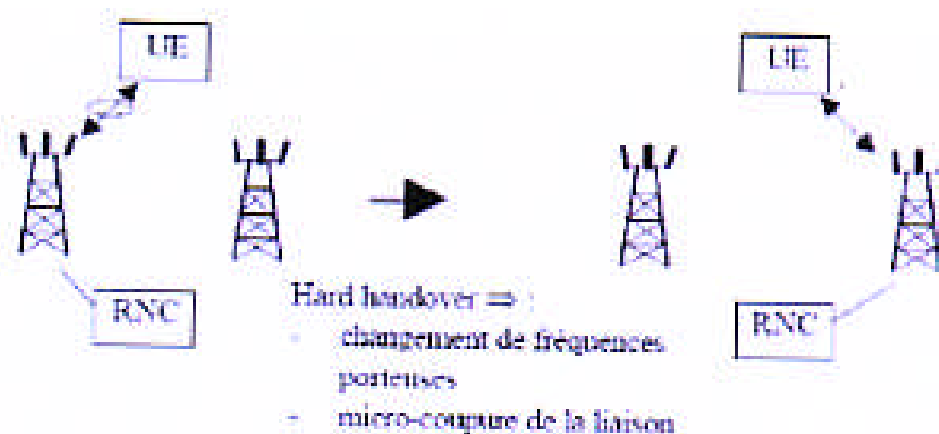 UE
UE
RNC
RNC
Hard handover ⇒ :
- changement de fréquences
porteuses
- micro-coupure de la liaison